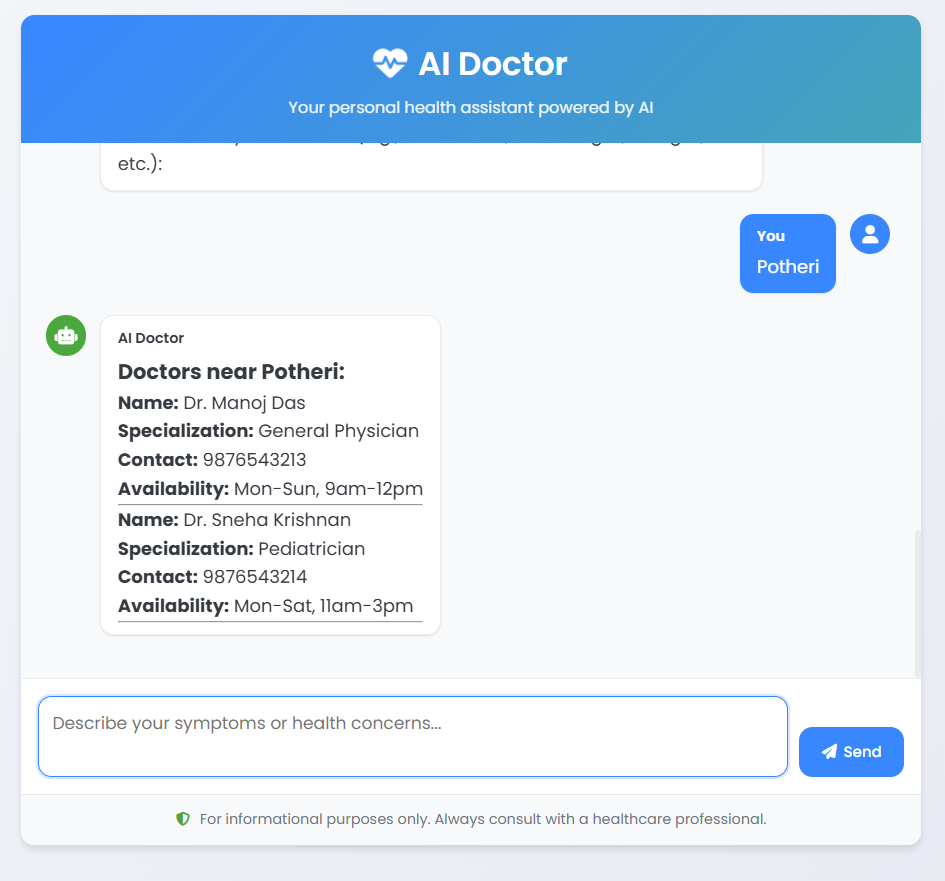 AI Doctor
Your personal health assistant powered by AI
etc.):
You
Potheri
AI Doctor
Doctors near Potheri:
Name: Dr. Manoj Das
Specialization: General Physician
Contact: 9876543213
Availability: Mon-Sun, 9am-12pm
Name: Dr. Sneha Krishnan
Specialization: Pediatrician
Contact: 9876543214
Availability: Mon-Sat, 11am-3pm
Describe your symptoms or health concerns...
Send
For informational purposes only. Always consult with a healthcare professional.